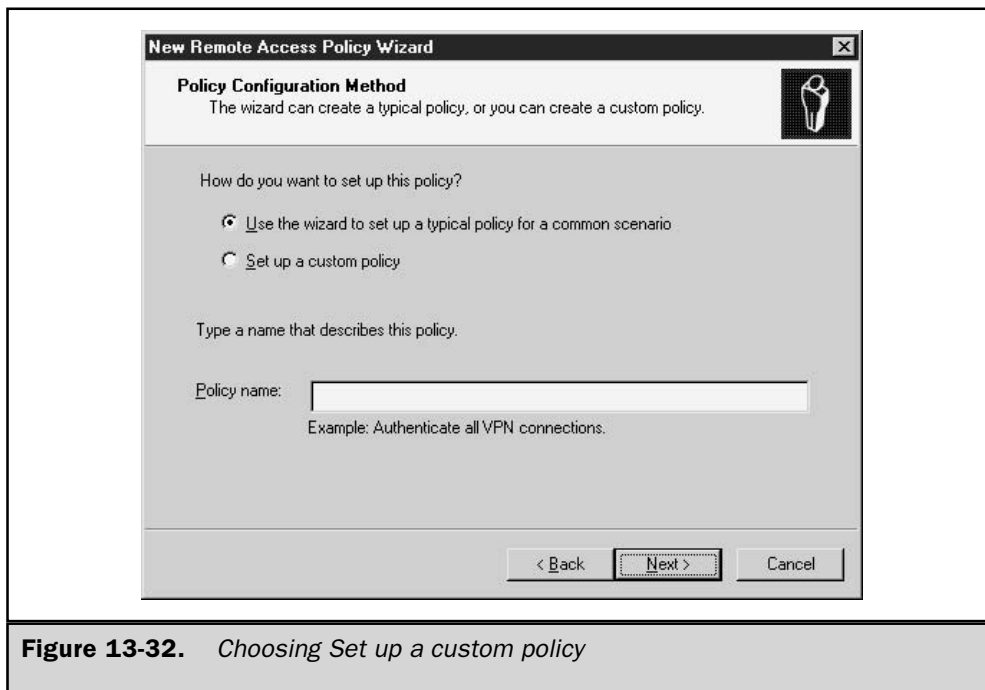 New Remote Access Policy Wizard
Policy Configuration Method
The wizard can create a typical policy, or you can create a custom policy.
How do you want to set up this policy?
Use the wizard to set up a typical policy for a common scenario
Set up a custom policy
Type a name that describes this policy.
Policy name:
Example: Authenticate all VPN connections.
< Back Next > Cancel
Figure 13-32. Choosing Set up a custom policy